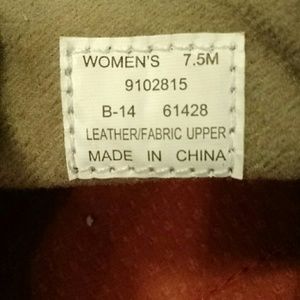 WOMEN'S 7.5M
9102815
B-14 61428
LEATHER/FABRIC UPPER
MADE IN CHINA